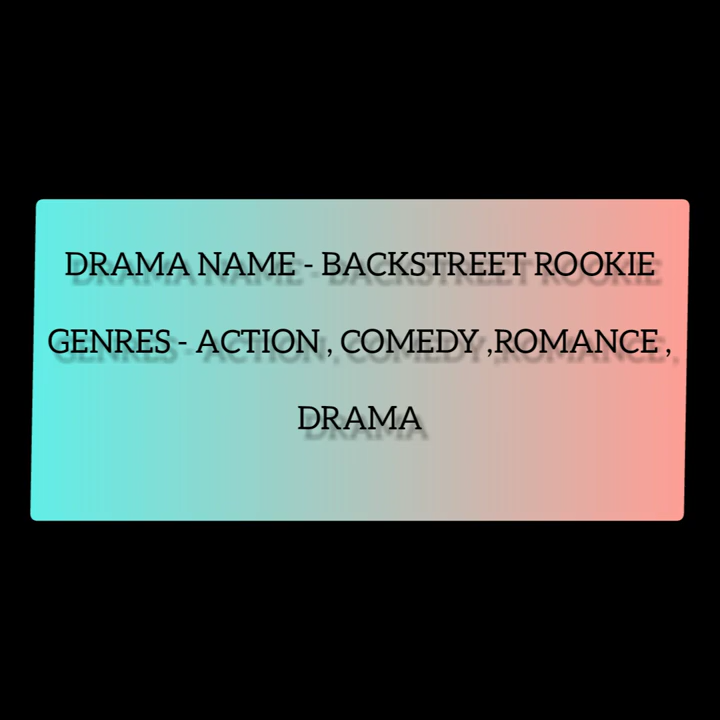 DRAMA NAME - BACKSTREET ROOKIE
GENRES - ACTION , COMEDY ,ROMANCE ,
DRAMA